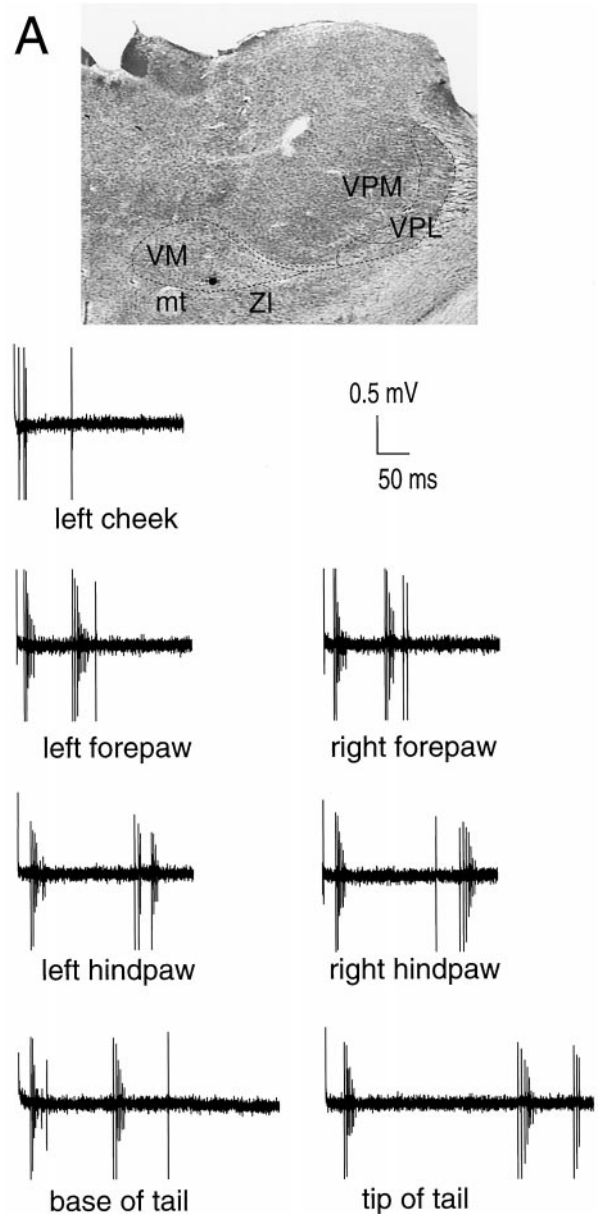 A
VPM
VPL
VM
mt
ZI
0.5 mV
50 ms
left cheek
left forepaw
right forepaw
left hindpaw
right hindpaw
base of tail
tip of tail